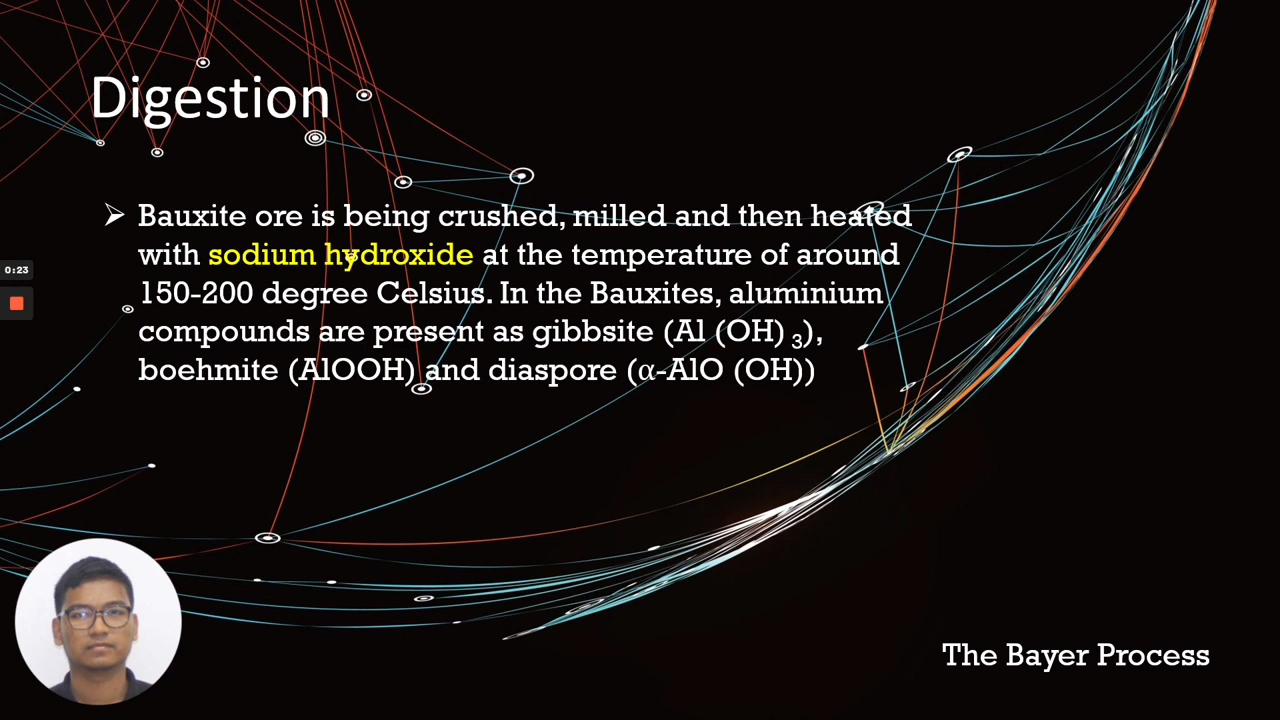 Digestion
Bauxite ore is being crushed, milled and then heated
with sodium hydroxide at the temperature of around
150-200 degree Celsius. In the Bauxites, aluminium
compounds are present as gibbsite (Al (OH) 3),
boehmite (AlOOH) and diaspore (α-AlO (OH))
0:23
The Bayer Process